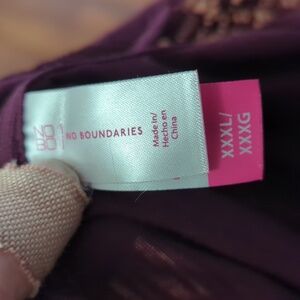 NO
BO
NO BOUNDARIES
Made in/
Hecho en
China
XXXL/
XXXG